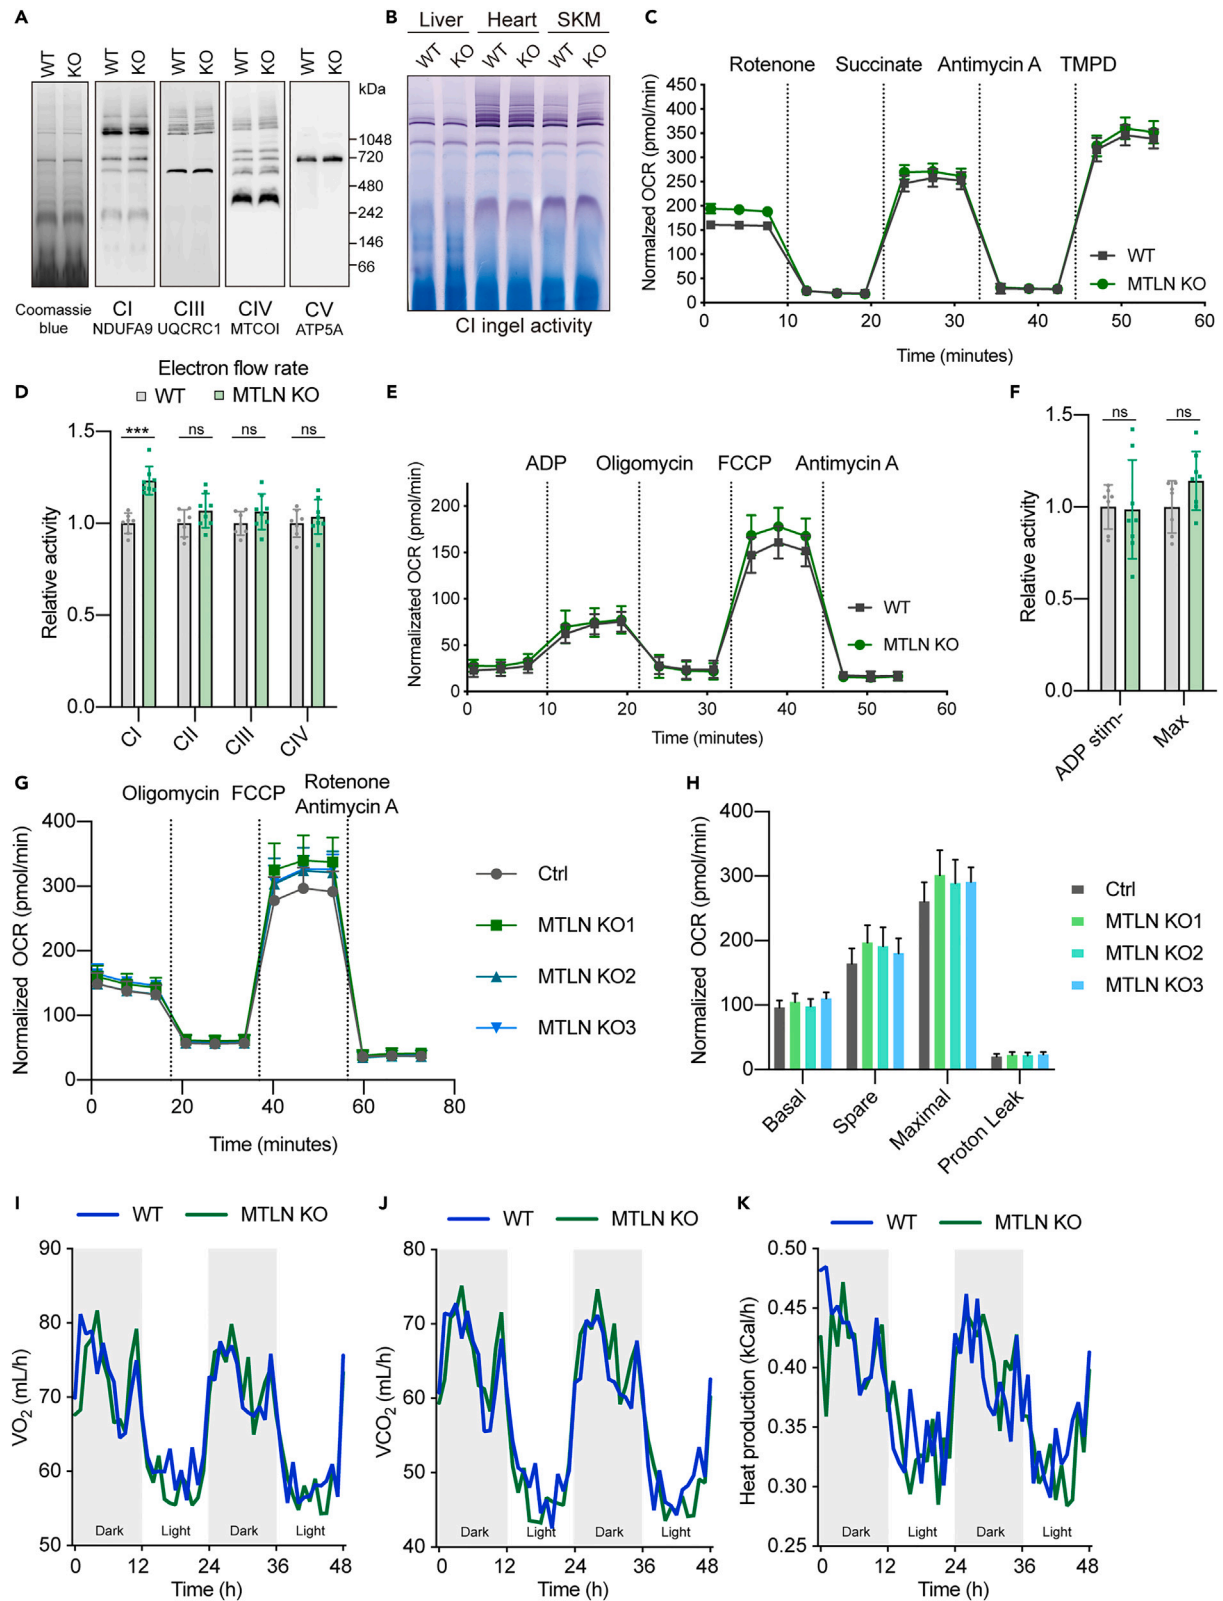 A
WT
KO
WT
KO
WT
KO
WT
KO
WT
KO
kDa
1048
720
480
242
146
66
Coomassie
blue
CI
NDUFA9
CIII
UQCRC1
CIV
MTCOI
CV
ATP5A
B
Liver
Heart
SKM
WT
KO
WT
KO
WT
KO
CI ingel activity
C
Rotenone
Succinate
Antimycin A
TMPD
Normalzed OCR (pmol/min)
450
400
350
300
250
200
150
100
50
0
WT
MTLN KO
0
10
20
30
40
50
60
Time (minutes)
D
Electron flow rate
WT
MTLN KO
Relative activity
1.5
1.0
0.5
0.0
***
ns
ns
ns
CI
CII
CIII
CIV
E
ADP
Oligomycin
FCCP
Antimycin A
Normalizated OCR (pmol/min)
200
150
100
50
0
WT
MTLN KO
0
10
20
30
40
50
60
Time (minutes)
F
Relative activity
1.5
1.0
0.5
0.0
ns
ns
ADP stim-
Max
G
Oligomycin
FCCP
Rotenone
Antimycin A
Normalized OCR (pmol/min)
400
300
200
100
0
Ctrl
MTLN KO1
MTLN KO2
MTLN KO3
0
20
40
60
80
Time (minutes)
H
Normalized OCR (pmol/min)
400
300
200
100
0
Ctrl
MTLN KO1
MTLN KO2
MTLN KO3
Basal
Spare
Maximal
Proton Leak
I
WT
MTLN KO
VO2 (mL/h)
90
80
70
60
50
Dark
Light
Dark
Light
0
12
24
36
48
Time (h)
J
WT
MTLN KO
VCO2 (mL/h)
80
70
60
50
40
Dark
Light
Dark
Light
0
12
24
36
48
Time (h)
K
WT
MTLN KO
Heat production (kCal/h)
0.50
0.45
0.40
0.35
0.30
0.25
Dark
Light
Dark
Light
0
12
24
36
48
Time (h)